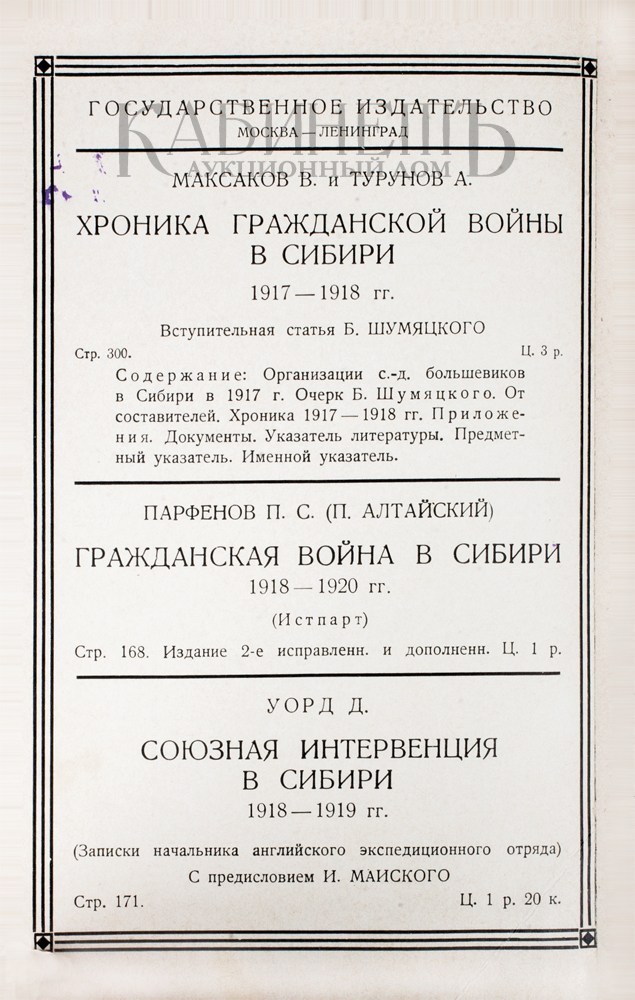 ГОСУДАРСТВЕННОЕ ИЗДАТЕЛЬСТВО
МОСКВА — ЛЕНИНГРАД
КАБИНЕТЪ
АУКЦИОННЫЙ ДОМ
МАКСАКОВ В. и ТУРУНОВ А.
ХРОНИКА ГРАЖДАНСКОЙ ВОЙНЫ
В СИБИРИ
1917 — 1918 гг.
Вступительная статья Б. ШУМЯЦКОГО
Стр. 300. Ц. 3 р.
Содержание: Организации с.-д. большевиков
в Сибири в 1917 г. Очерк Б. Шумяцкого. От
составителей. Хроника 1917 — 1918 гг. Приложе-
ния. Документы. Указатель литературы. Предмет-
ный указатель. Именной указатель.
ПАРФЕНОВ П. С. (П. АЛТАЙСКИЙ)
ГРАЖДАНСКАЯ ВОЙНА В СИБИРИ
1918 — 1920 гг.
(Истпарт)
Стр. 168. Издание 2-е исправленн. и дополненн. Ц. 1 р.
УОРД Д.
СОЮЗНАЯ ИНТЕРВЕНЦИЯ
В СИБИРИ
1918 — 1919 гг.
(Записки начальника английского экспедиционного отряда)
С предисловием И. МАИСКОГО
Стр. 171. Ц. 1 р. 20 к.